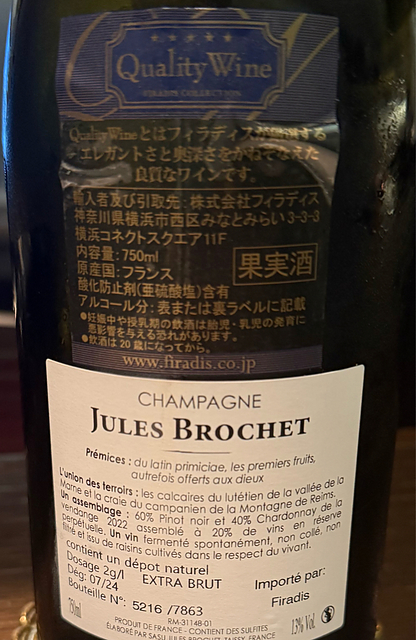 Quality Wine
FIRADIS COLLECTION
Quality Wineとはフィラディスが
エレガントさと奥深さをかねそなえた
良質なワインです。
輸入者及び引取先:株式会社フィラディス
神奈川県横浜市西区みなとみらい3-3-3
横浜コネクトスクエア11F
内容量:750ml
原産国:フランス
果実酒
酸化防止剤(亜硫酸塩)含有
アルコール分:表または裏ラベルに記載
●妊娠中や授乳期の飲酒は胎児・乳児の発育に
悪影響を与える恐れがあります。
●飲酒は20歳になってから。
www.firadis.co.jp
CHAMPAGNE
JULES BROCHET
Prémices : du latin primiciae, les premiers fruits,
autrefois offerts aux dieux
L'union des terroirs : les calcaires du lutétien de la vallée de la
Marne et la craie du campanien de la Montagne de Reims.
Un assemblage : 60% Pinot noir et 40% Chardonnay de la
vendange 2022 assemblé à 20% de vins en réserve
perpétuelle. Un vin fermenté spontanément, non collé, non
filtré et issu de raisins cultivés dans le respect du vivant.
contient un dépot naturel
Dosage 2g/l
EXTRA BRUT
Dég: 07/24
Bouteille N°: 5216 /7863
Importé par:
Firadis
750ml
RM-31148-01
PRODUIT DE FRANCE - CONTIENT DES SULFITES
ÉLABORÉ PAR SASU JULES BROCHET, 
FRANCE
13% Vol.